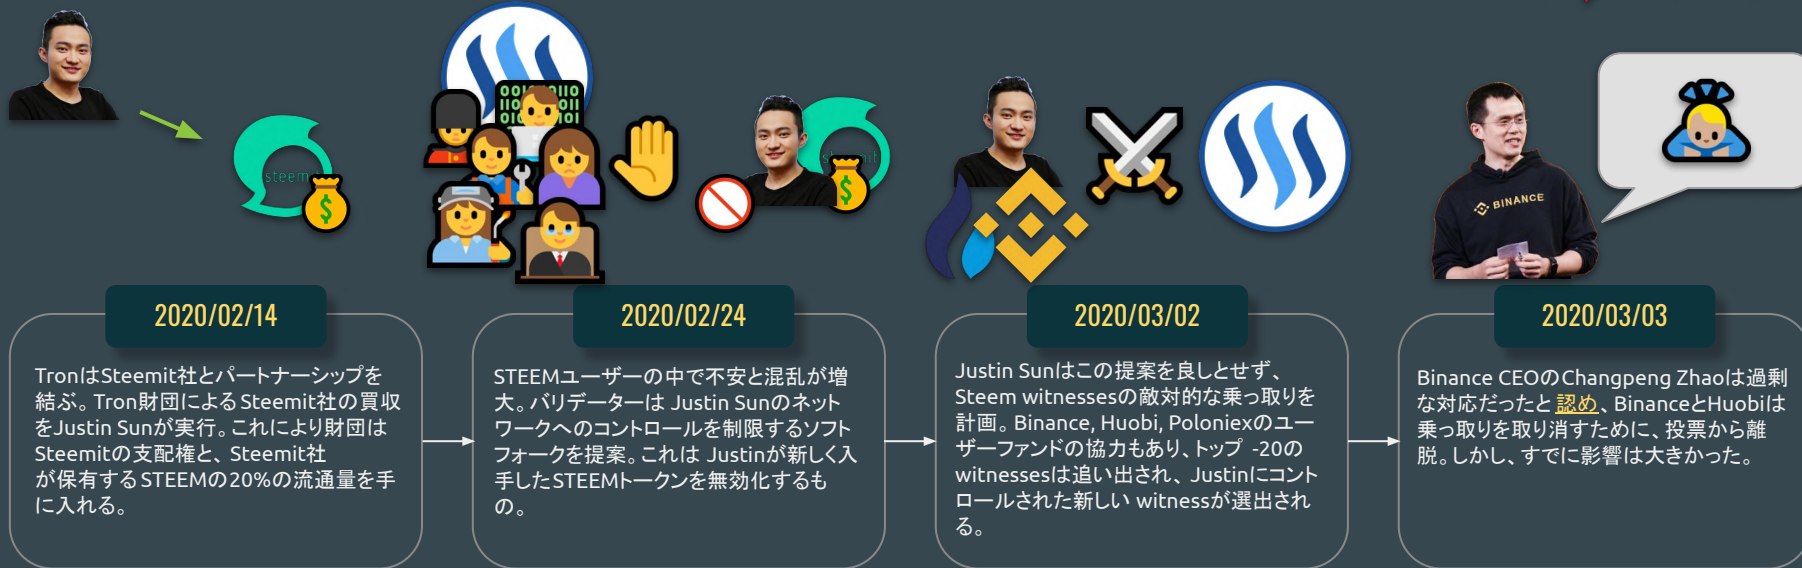 steem
$
001 0110
110 011
01 10
101 01
steemit
$
BINANCE
2020/02/14
TronはSteemit社とパートナーシップを
結ぶ。Tron財団によるSteemit社の買収
をJustin Sunが実行。これにより財団は
Steemitの支配権と、Steemit社
が保有するSTEEMの20%の流通量を手
に入れる。
2020/02/24
STEEMユーザーの中で不安と混乱が増
大。バリデーターは Justin Sunのネット
ワークへのコントロールを制限するソフト
フォークを提案。これは Justinが新しく入
手したSTEEMトークンを無効化するも
の。
2020/03/02
Justin Sunはこの提案を良しとせず、
Steem witnessesの敵対的な乗っ取りを
計画。Binance, Huobi, Poloniexのユー
ザーファンドの協力もあり、トップ -20の
witnessesは追い出され、Justinにコント
ロールされた新しい witnessが選出され
る。
2020/03/03
Binance CEOのChangpeng Zhaoは過剰
な対応だったと認め、BinanceとHuobiは
乗っ取りを取り消すために、投票から離
脱。しかし、すでに影響は大きかった。